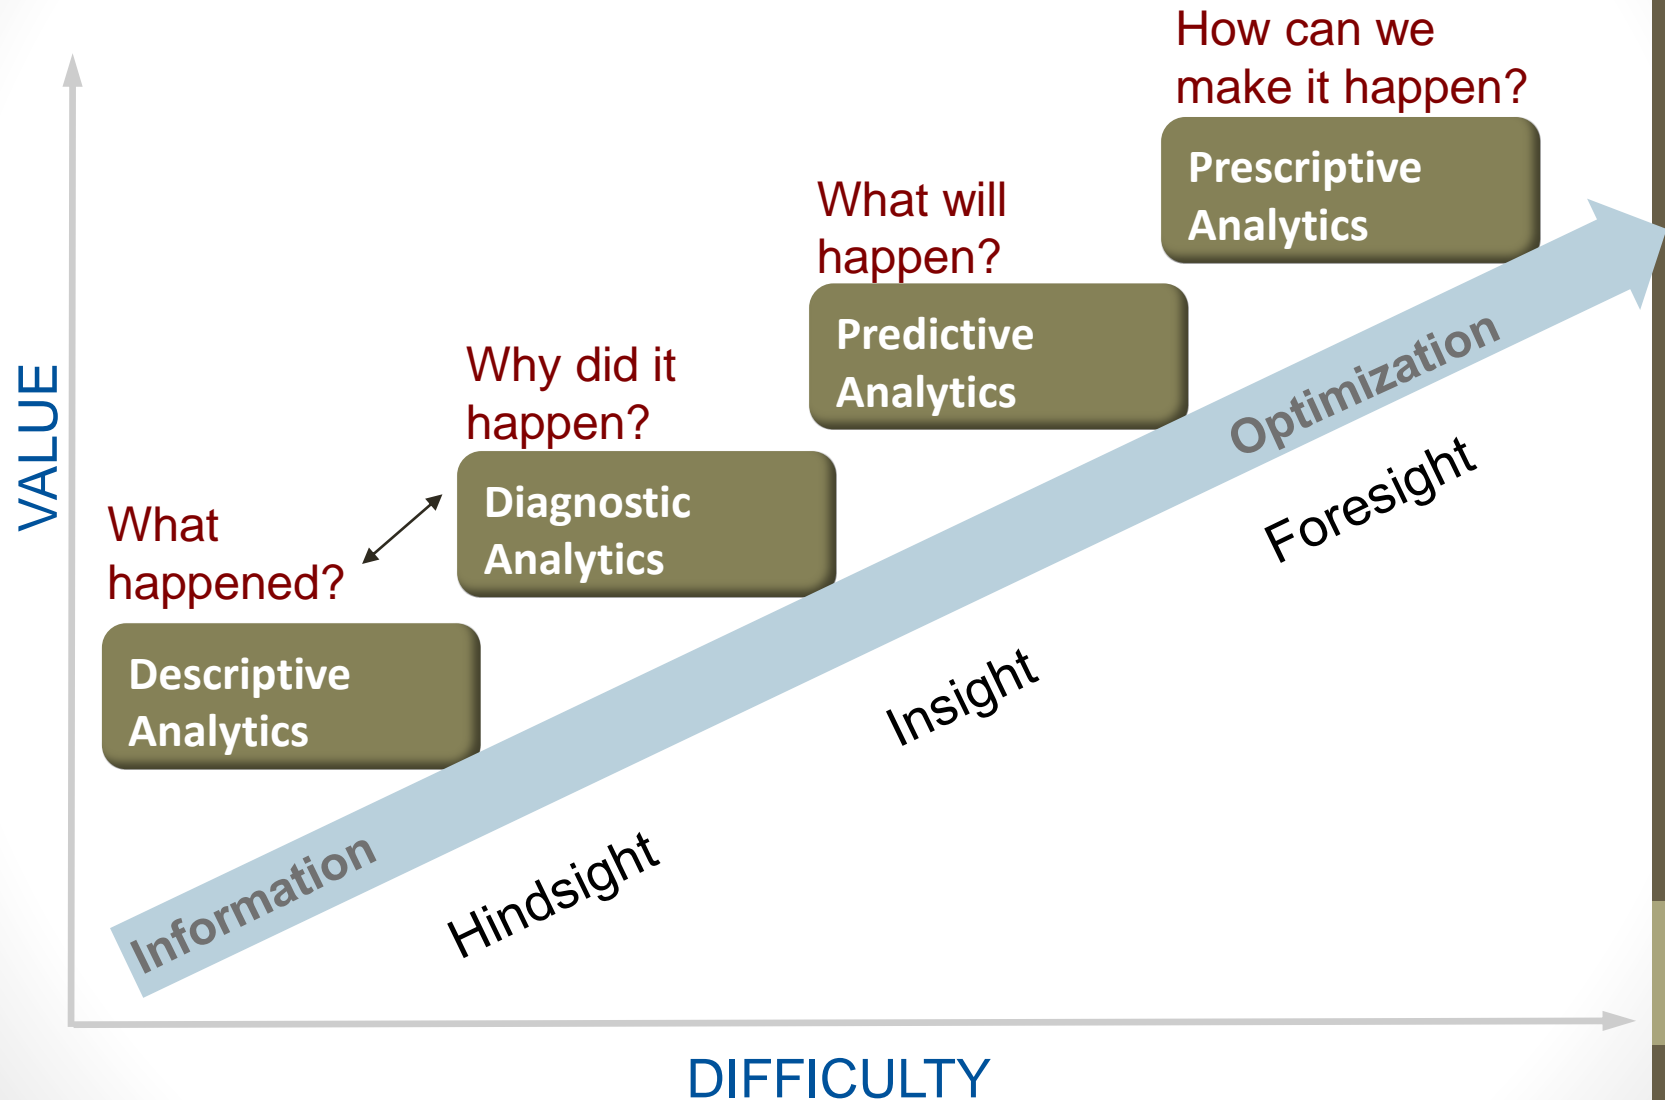 How can we
make it happen?
Prescriptive
Analytics
What will
happen?
Predictive
Analytics
Why did it
happen?
Diagnostic
Analytics
What
happened?
Descriptive
Analytics
VALUE
Information
Optimization
Hindsight
Insight
Foresight
DIFFICULTY